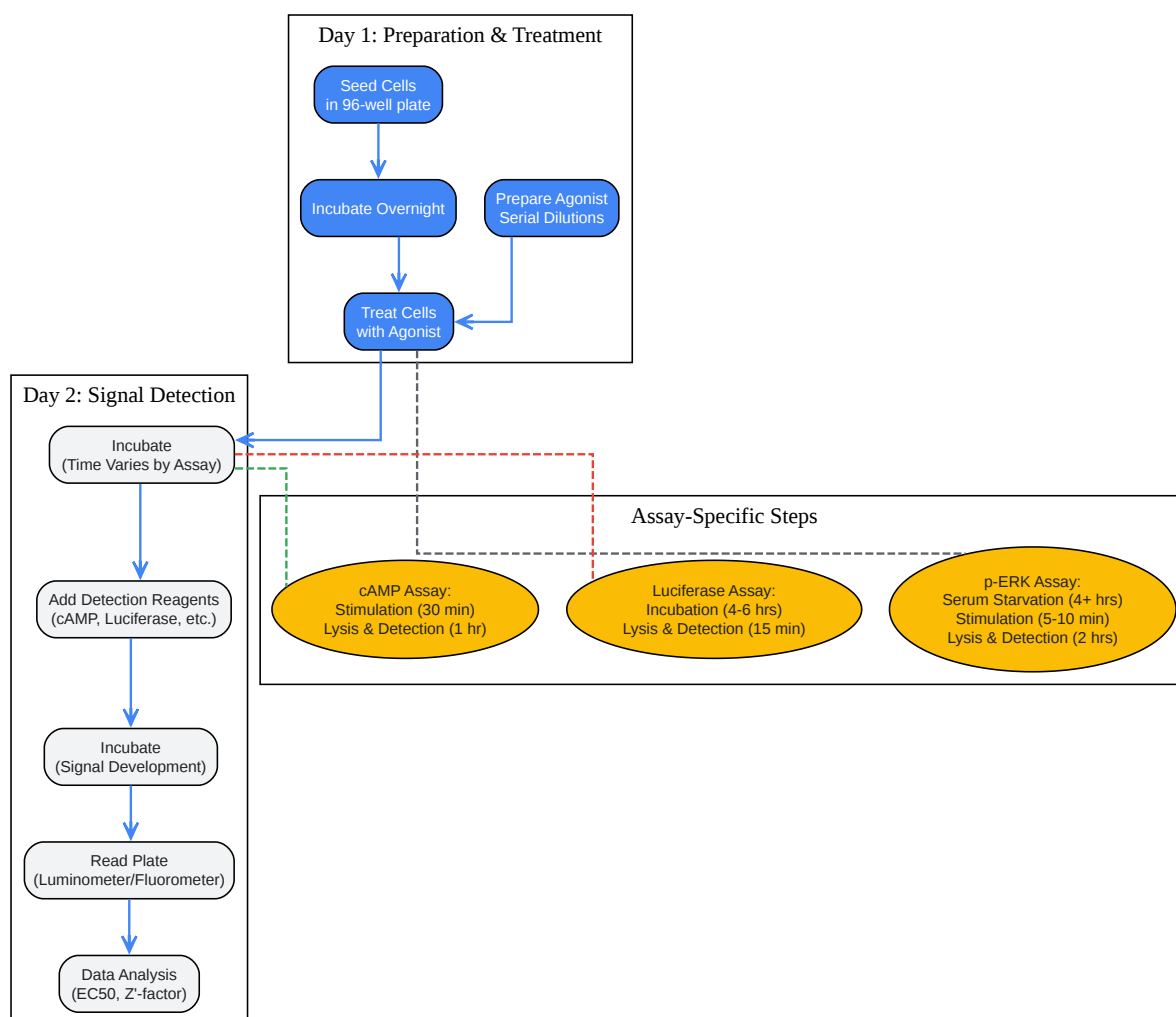 Day 1: Preparation & Treatment
Seed Cells
in 96-well plate
Incubate Overnight
Prepare Agonist
Serial Dilutions
Treat Cells
with Agonist
Day 2: Signal Detection
Incubate
(Time Varies by Assay)
Add Detection Reagents
(cAMP, Luciferase, etc.)
Incubate
(Signal Development)
Read Plate
(Luminometer/Fluorometer)
Data Analysis
(EC50, Z'-factor)
Assay-Specific Steps
cAMP Assay:
Stimulation (30 min)
Lysis & Detection (1 hr)
Luciferase Assay:
Incubation (4-6 hrs)
Lysis & Detection (15 min)
p-ERK Assay:
Serum Starvation (4+ hrs)
Stimulation (5-10 min)
Lysis & Detection (2 hrs)